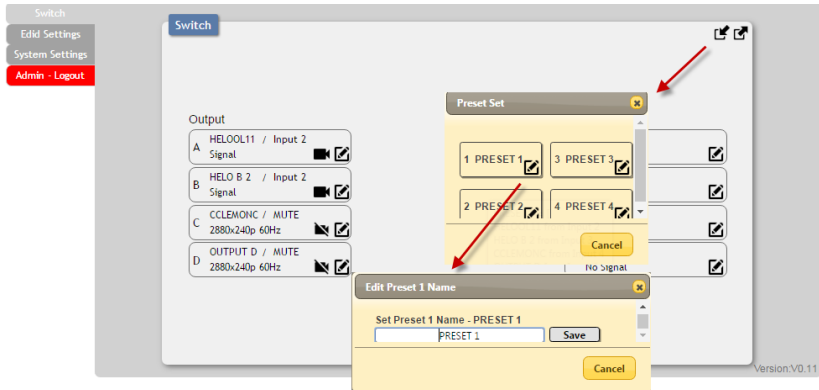 Switch
Edid Settings
System Settings
Admin - Logout
Switch
Output
A HELOOL11 / Input 2
Signal
B HELO B 2 / Input 2
Signal
C CCLEMONC / MUTE
2880x240p 60Hz
D OUTPUT D / MUTE
2880x240p 60Hz
Preset Set
1 PRESET 1
3 PRESET 3
2 PRESET 2
4 PRESET 4
Cancel
No Signal
Edit Preset 1 Name
Set Preset 1 Name - PRESET 1
PRESET 1
Save
Cancel
Version:V0.11